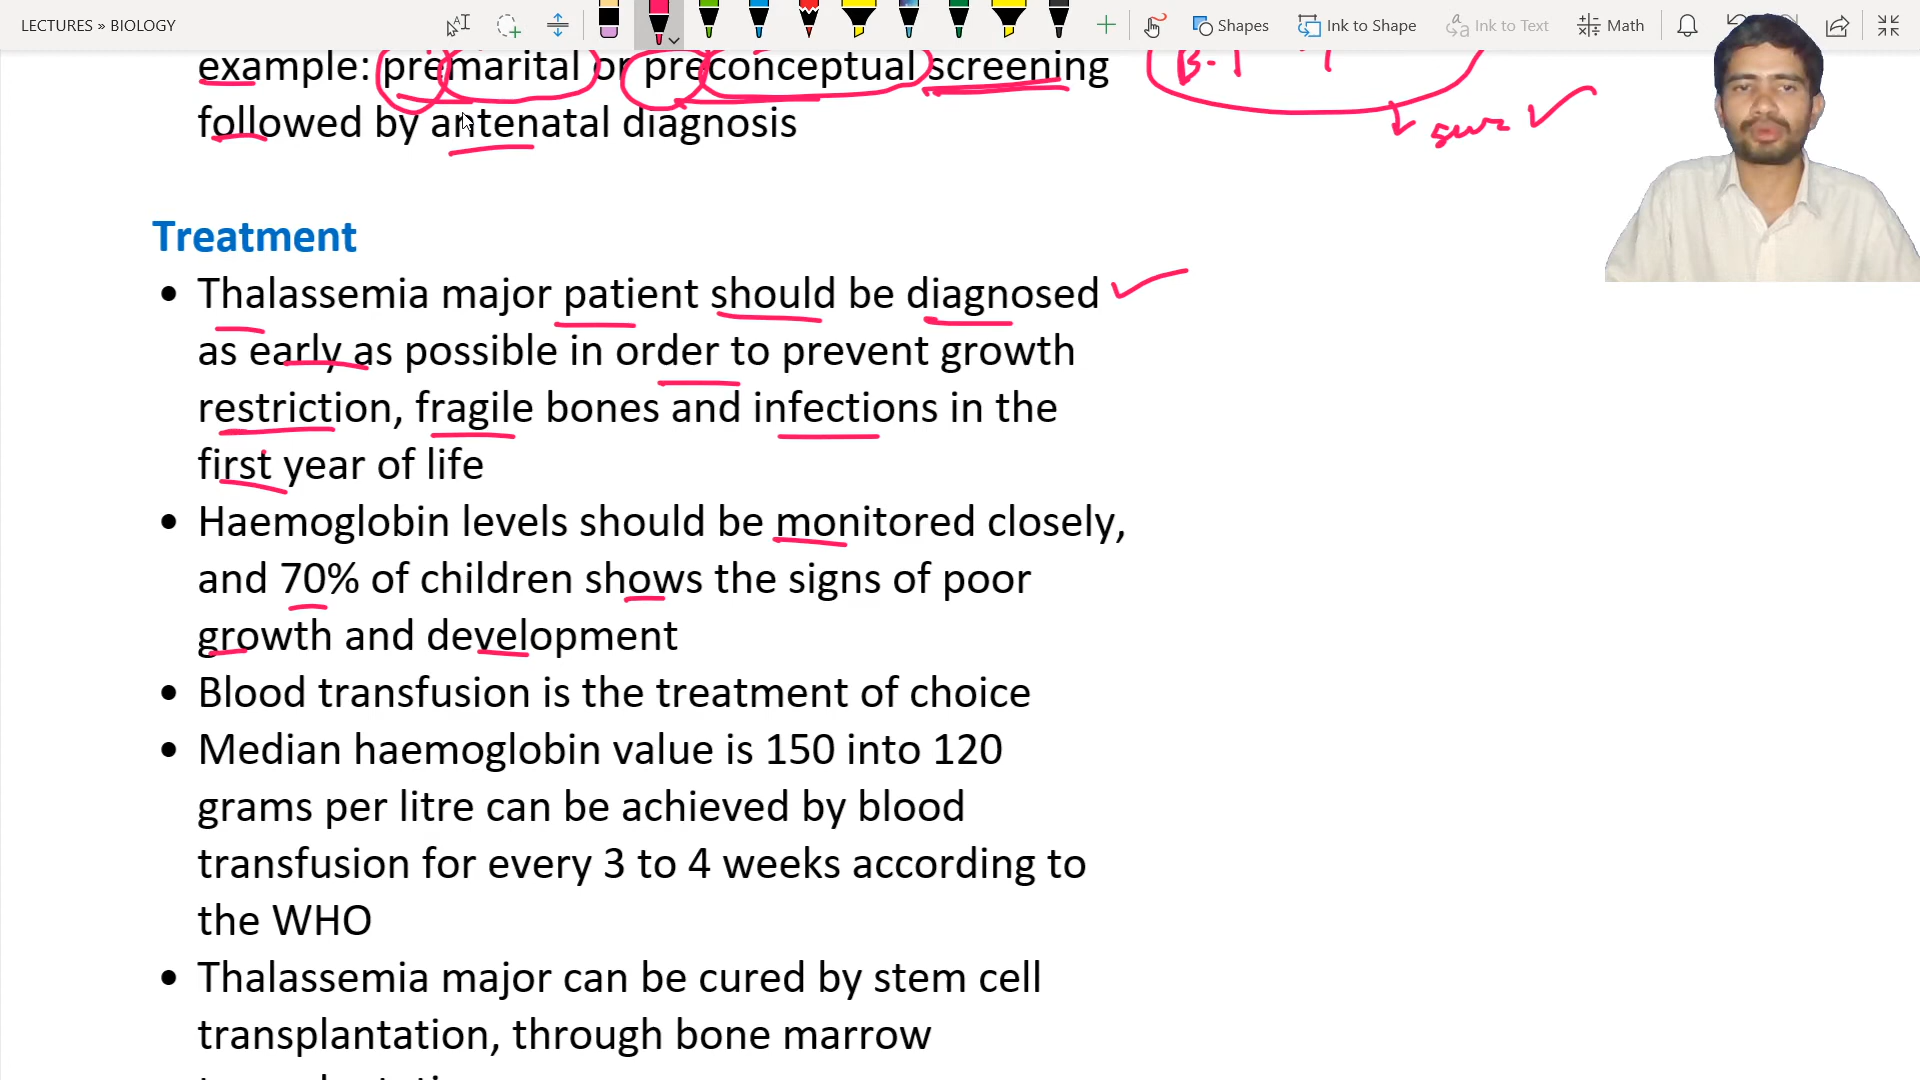 LECTURES » BIOLOGY
Shapes
Ink to Shape
Ink to Text
Math
example: premarital or preconceptual screening
followed by antenatal diagnosis
Treatment
• Thalassemia major patient should be diagnosed
as early as possible in order to prevent growth
restriction, fragile bones and infections in the
first year of life
• Haemoglobin levels should be monitored closely,
and 70% of children shows the signs of poor
growth and development
• Blood transfusion is the treatment of choice
• Median haemoglobin value is 150 into 120
grams per litre can be achieved by blood
transfusion for every 3 to 4 weeks according to
the WHO
• Thalassemia major can be cured by stem cell
transplantation, through bone marrow